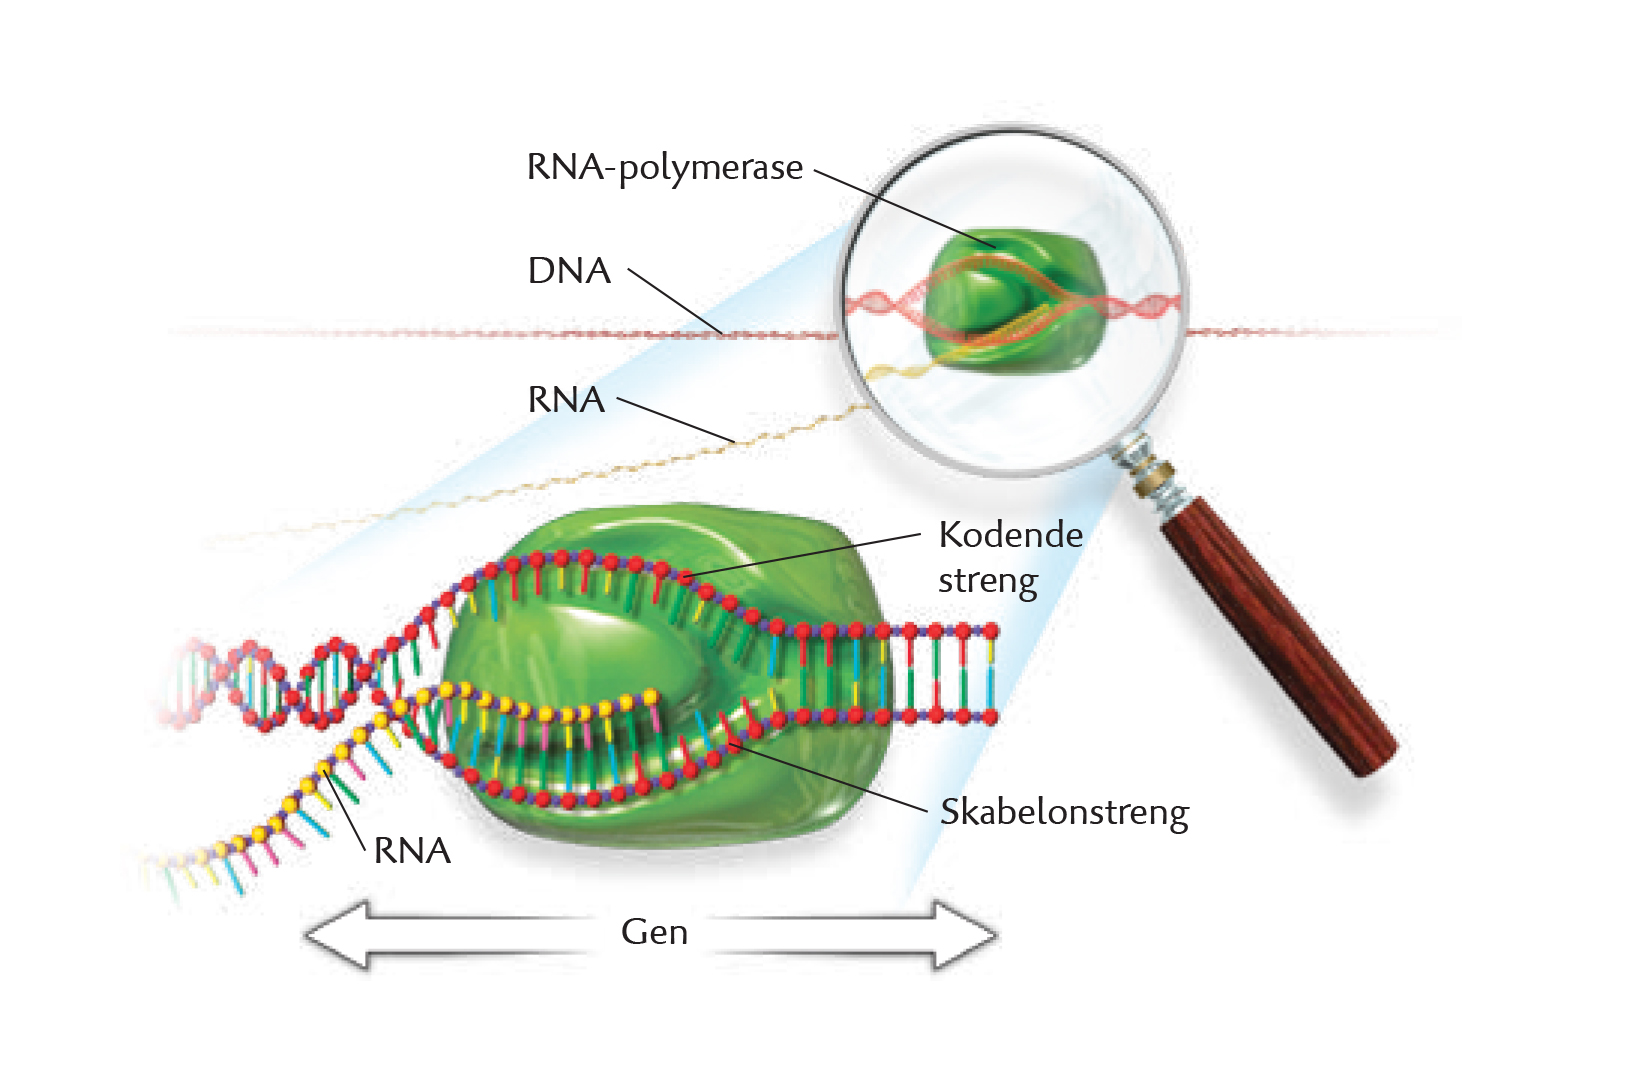 RNA-polymerase
DNA
RNA
Kodende
streng
Skabelonstreng
RNA
Gen